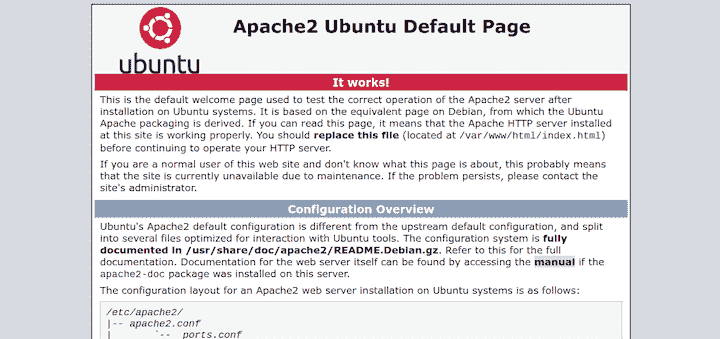 Apache2 Ubuntu Default Page
ubuntu
It works!
This is the default welcome page used to test the correct operation of the Apache2 server after
installation on Ubuntu systems. It is based on the equivalent page on Debian, from which the Ubuntu
Apache packaging is derived. If you can read this page, it means that the Apache HTTP server installed
at this site is working properly. You should replace this file (located at /var/www/html/index.html)
before continuing to operate your HTTP server.
If you are a normal user of this web site and don't know what this page is about, this probably means
that the site is currently unavailable due to maintenance. If the problem persists, please contact the
site's administrator.
Configuration Overview
Ubuntu's Apache2 default configuration is different from the upstream default configuration, and split
into several files optimized for interaction with Ubuntu tools. The configuration system is fully
documented in /usr/share/doc/apache2/README.Debian.gz. Refer to this for the full
documentation. Documentation for the web server itself can be found by accessing the manual if the
apache2-doc package was installed on this server.
The configuration layout for an Apache2 web server installation on Ubuntu systems is as follows:
/etc/apache2/
|-- apache2.conf
|       `--  ports.conf